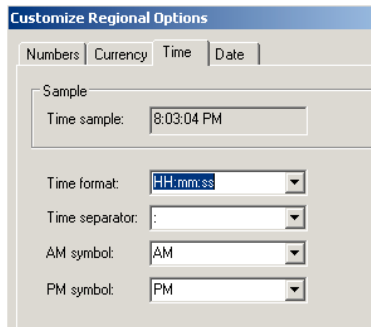 Customize Regional Options
Numbers Currency Time Date
Sample
Time sample: 8:03:04 PM
Time format: HH:mm:ss
Time separator: :
AM symbol: AM
PM symbol: PM